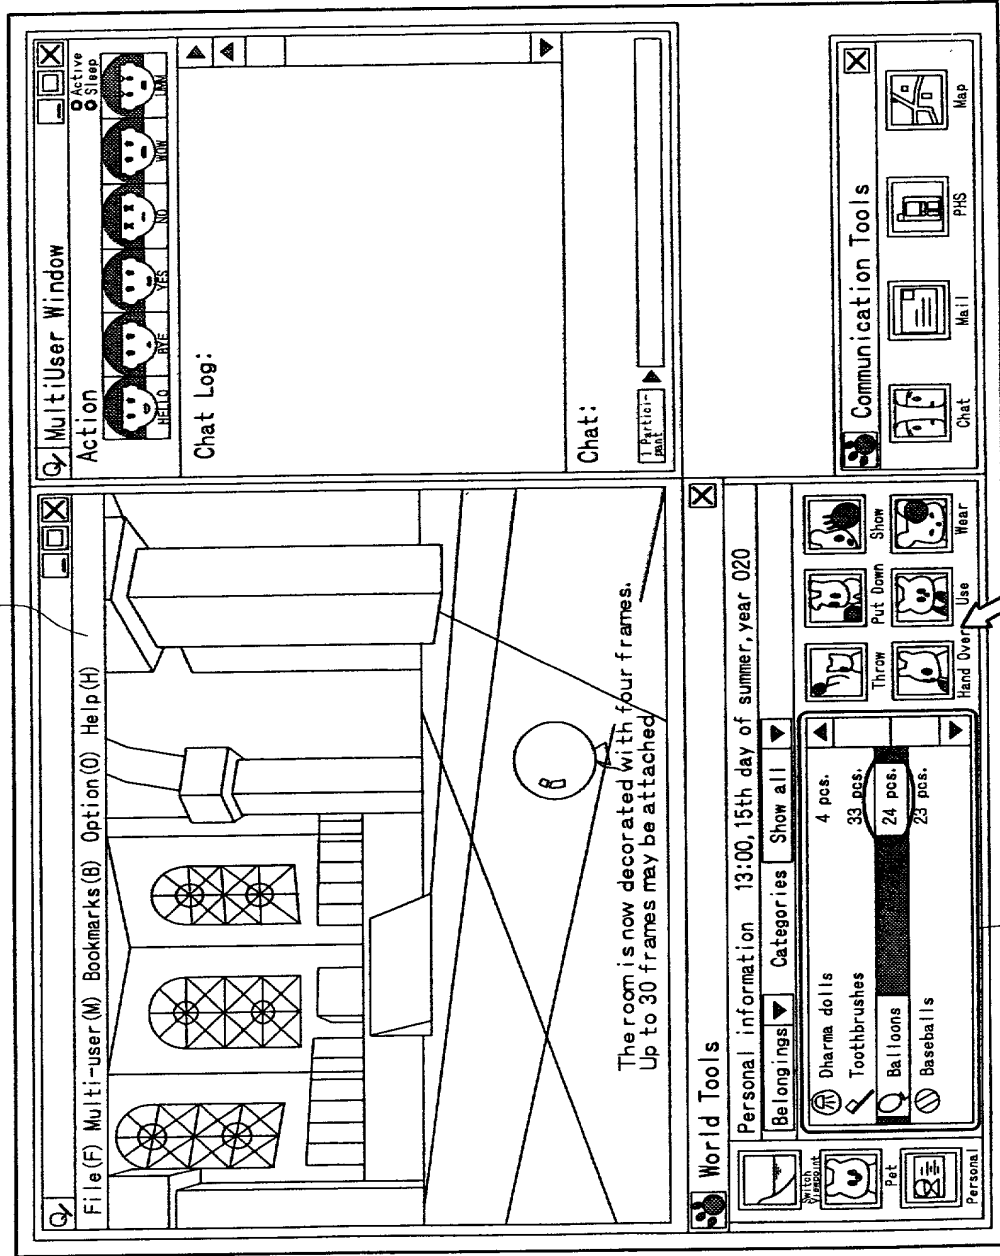 File(F) Multi-user(M) Bookmarks(B) Option(O) Help(H)
The room is now decorated with four frames.
Up to 30 frames may be attached
MultiUser Window
Action
Active
Sleep
HELLO BYE YES NO WOW UMM
Chat Log:
Chat:
1 Partici-
pant
World Tools
Switch
Viewpoint
Pet
Personal
Personal information 13:00, 15th day of summer, year 020
Belongings Categories Show all
Dharma dolls 4 pcs.
Toothbrushes 33 pcs.
Balloons 24 pcs.
Baseballs 23 pcs.
Throw Put Down Show
Hand Over Use Wear
Communication Tools
Chat Mail PHS Map